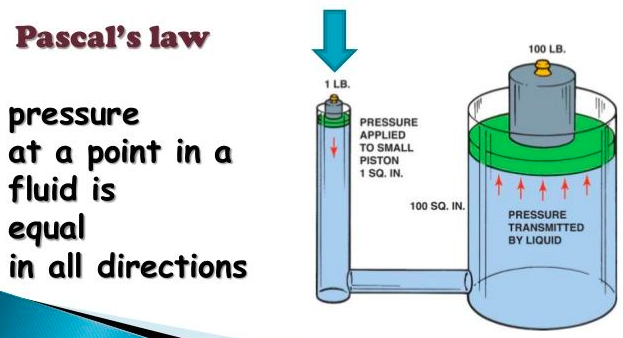 Pascal's law
pressure
at a point in a
fluid is
equal
in all directions
1 LB.
PRESSURE
APPLIED
TO SMALL
PISTON
1 SQ. IN.
100 LB.
100 SQ. IN.
PRESSURE
TRANSMITTED
BY LIQUID